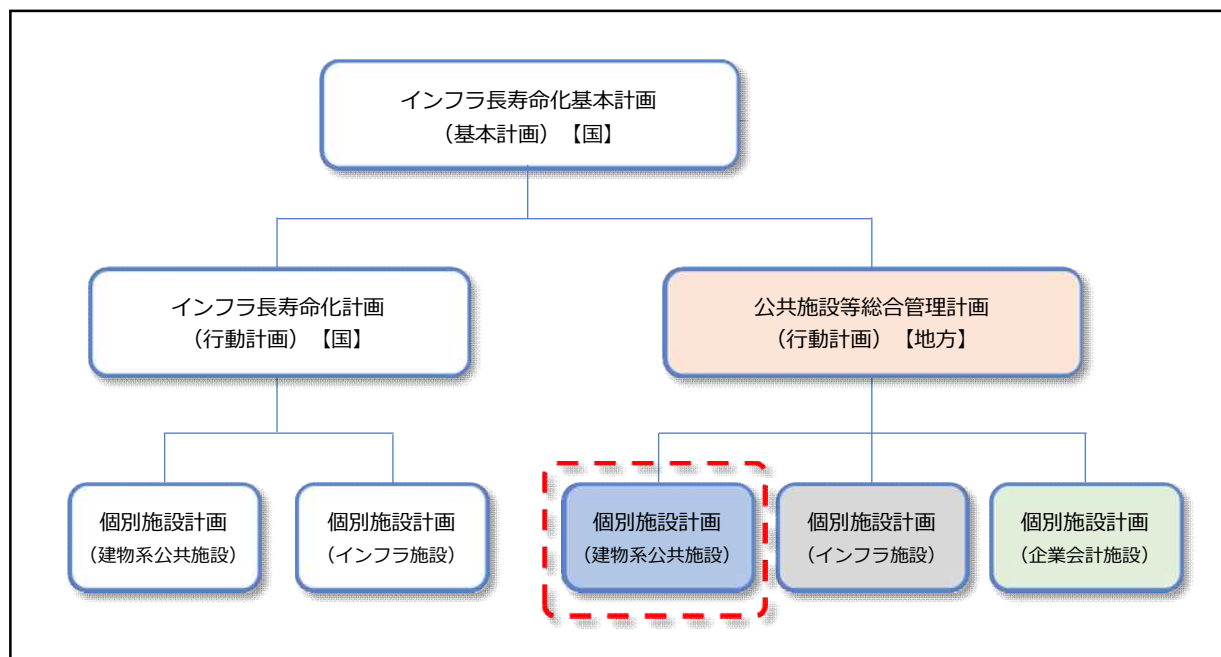 インフラ長寿命化基本計画
（基本計画）【国】
インフラ長寿命化計画
（行動計画）【国】
公共施設等総合管理計画
（行動計画）【地方】
個別施設計画
（建物系公共施設）
個別施設計画
（インフラ施設）
個別施設計画
（建物系公共施設）
個別施設計画
（インフラ施設）
個別施設計画
（企業会計施設）